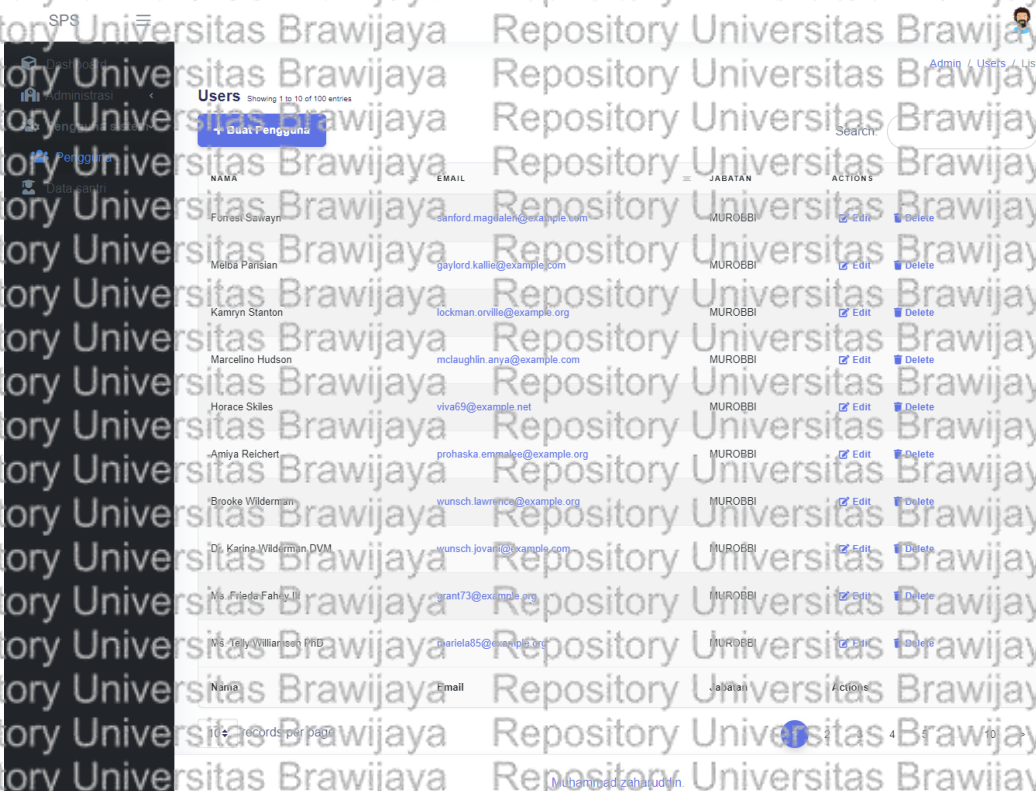 SPS
Repository Universitas Brawijaya
Dashboard
Admin / Users / Lis
Administrasi
Users Showing 1 to 10 of 100 entries
Pengguna sistem
+ Buat Pengguna
Search:
Pengguna
NAMA EMAIL JABATAN ACTIONS
Data santri
Forrest Sawayn sanford.magdalen@example.com MUROBBI Edit Delete
Melba Parisian gaylord.kallie@example.com MUROBBI Edit Delete
Kamryn Stanton lockman.orville@example.org MUROBBI Edit Delete
Marcelino Hudson mclaughlin.anya@example.com MUROBBI Edit Delete
Horace Skiles viva69@example.net MUROBBI Edit Delete
Amiya Reichert prohaska.emmalee@example.org MUROBBI Edit Delete
Brooke Wilderman wunsch.lawrence@example.org MUROBBI Edit Delete
Dr. Karina Wilderman DVM wunsch.jovani@example.com MUROBBI Edit Delete
Ms. Frieda Fahey III grant73@example.org MUROBBI Edit Delete
Ms. Telly Williamson PhD mariela85@example.org MUROBBI Edit Delete
Nama Email Jabatan Actions
10 records per page
2 3 4 5 ... 10 >
Muhammad zaharuddin.